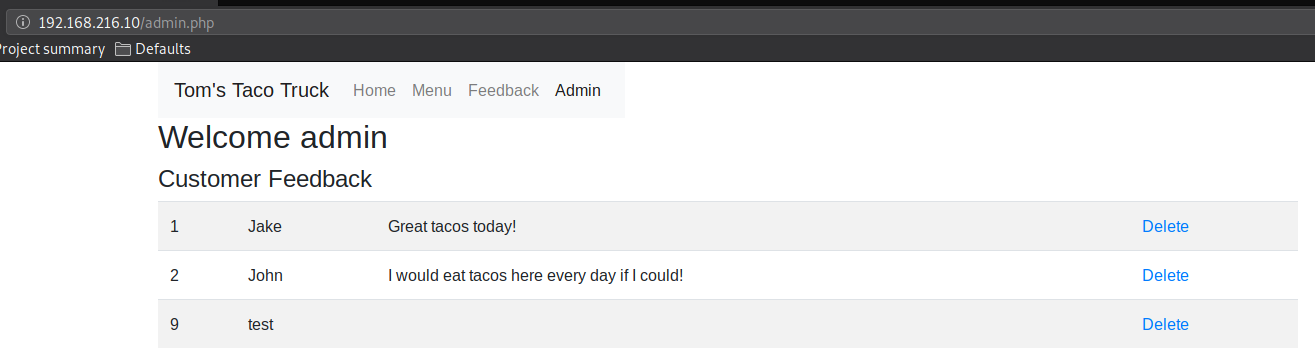 192.168.216.10/admin.php
Project summary Defaults
Tom's Taco Truck Home Menu Feedback Admin
Welcome admin
Customer Feedback
1 Jake Great tacos today! Delete
2 John I would eat tacos here every day if I could! Delete
9 test Delete